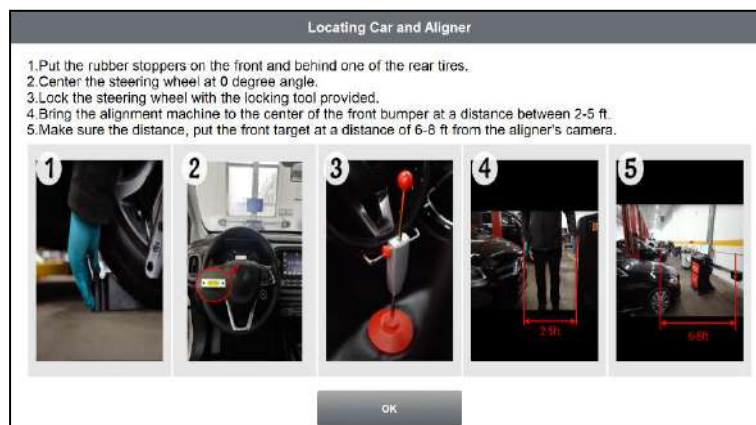 Locating Car and Aligner
1.Put the rubber stoppers on the front and behind one of the rear tires.
2.Center the steering wheel at 0 degree angle.
3.Lock the steering wheel with the locking tool provided.
4.Bring the alignment machine to the center of the front bumper at a distance between 2-5 ft.
5.Make sure the distance, put the front target at a distance of 6-8 ft from the aligner's camera.
1
2
3
4
5
2-5ft
6-8ft
OK